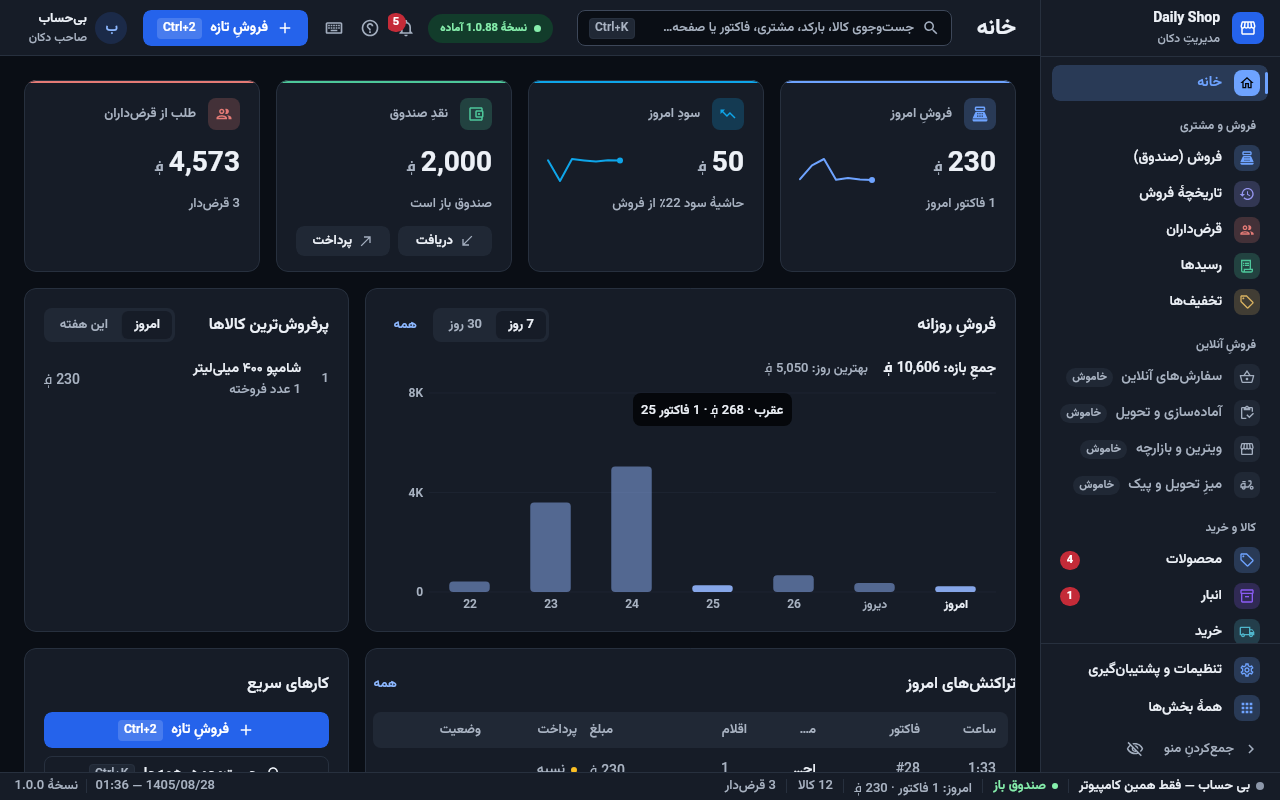 Daily Shop
مدیریتِ دکان
خانه
فروش و مشتری
فروش (صندوق)
تاریخچهٔ فروش
قرض‌داران
رسیدها
تخفیف‌ها
فروشِ آنلاین
سفارش‌های آنلاین خاموش
آماده‌سازی و تحویل خاموش
ویترین و بازارچه خاموش
میزِ تحویل و پیک خاموش
کالا و خرید
محصولات 4
انبار 1
خرید
تنظیمات و پشتیبان‌گیری
همهٔ بخش‌ها
جمع‌کردنِ منو
خانه
جست‌وجوی کالا، بارکد، مشتری، فاکتور یا صفحه… Ctrl+K
نسخهٔ 1.0.88 آماده
5
فروشِ تازه Ctrl+2
بی‌حساب
صاحب دکان
ب
فروش امروز
230 ؋
1 فاکتور امروز
سودِ امروز
50 ؋
حاشیهٔ سود 22٪ از فروش
نقدِ صندوق
2,000 ؋
صندوق باز است
دریافت
پرداخت
طلب از قرض‌داران
4,573 ؋
3 قرض‌دار
فروشِ روزانه
7 روز
30 روز
همه
جمعِ بازه: 10,606 ؋
بهترین روز: 5,050 ؋
8K
4K
0
25 عقرب · 268 ؋ · 1 فاکتور
22
23
24
25
26
دیروز
امروز
پرفروش‌ترین کالاها
امروز
این هفته
1
شامپو ۴۰۰ میلی‌لیتر
1 عدد فروخته
230 ؋
تراکنش‌های امروز
همه
ساعت فاکتور م… اقلام مبلغ پرداخت وضعیت
1:33 #28 احـ… 1 230 ؋ نسیه
کارهای سریع
فروشِ تازه Ctrl+2
Ctrl+K
بی حساب — فقط همین کامپیوتر
صندوق باز
امروز: 1 فاکتور · 230 ؋
12 کالا
3 قرض‌دار
1405/08/28 — 01:36
نسخهٔ 1.0.0